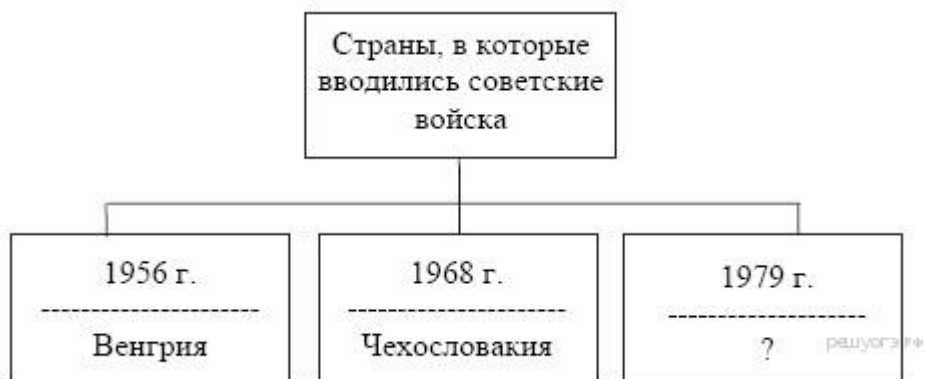 Страны, в которые
вводились советские
войска
1956 г.
----------------------
Венгрия
1968 г.
----------------------
Чехословакия
1979 г.
--------------------
?
решуогэ.рф